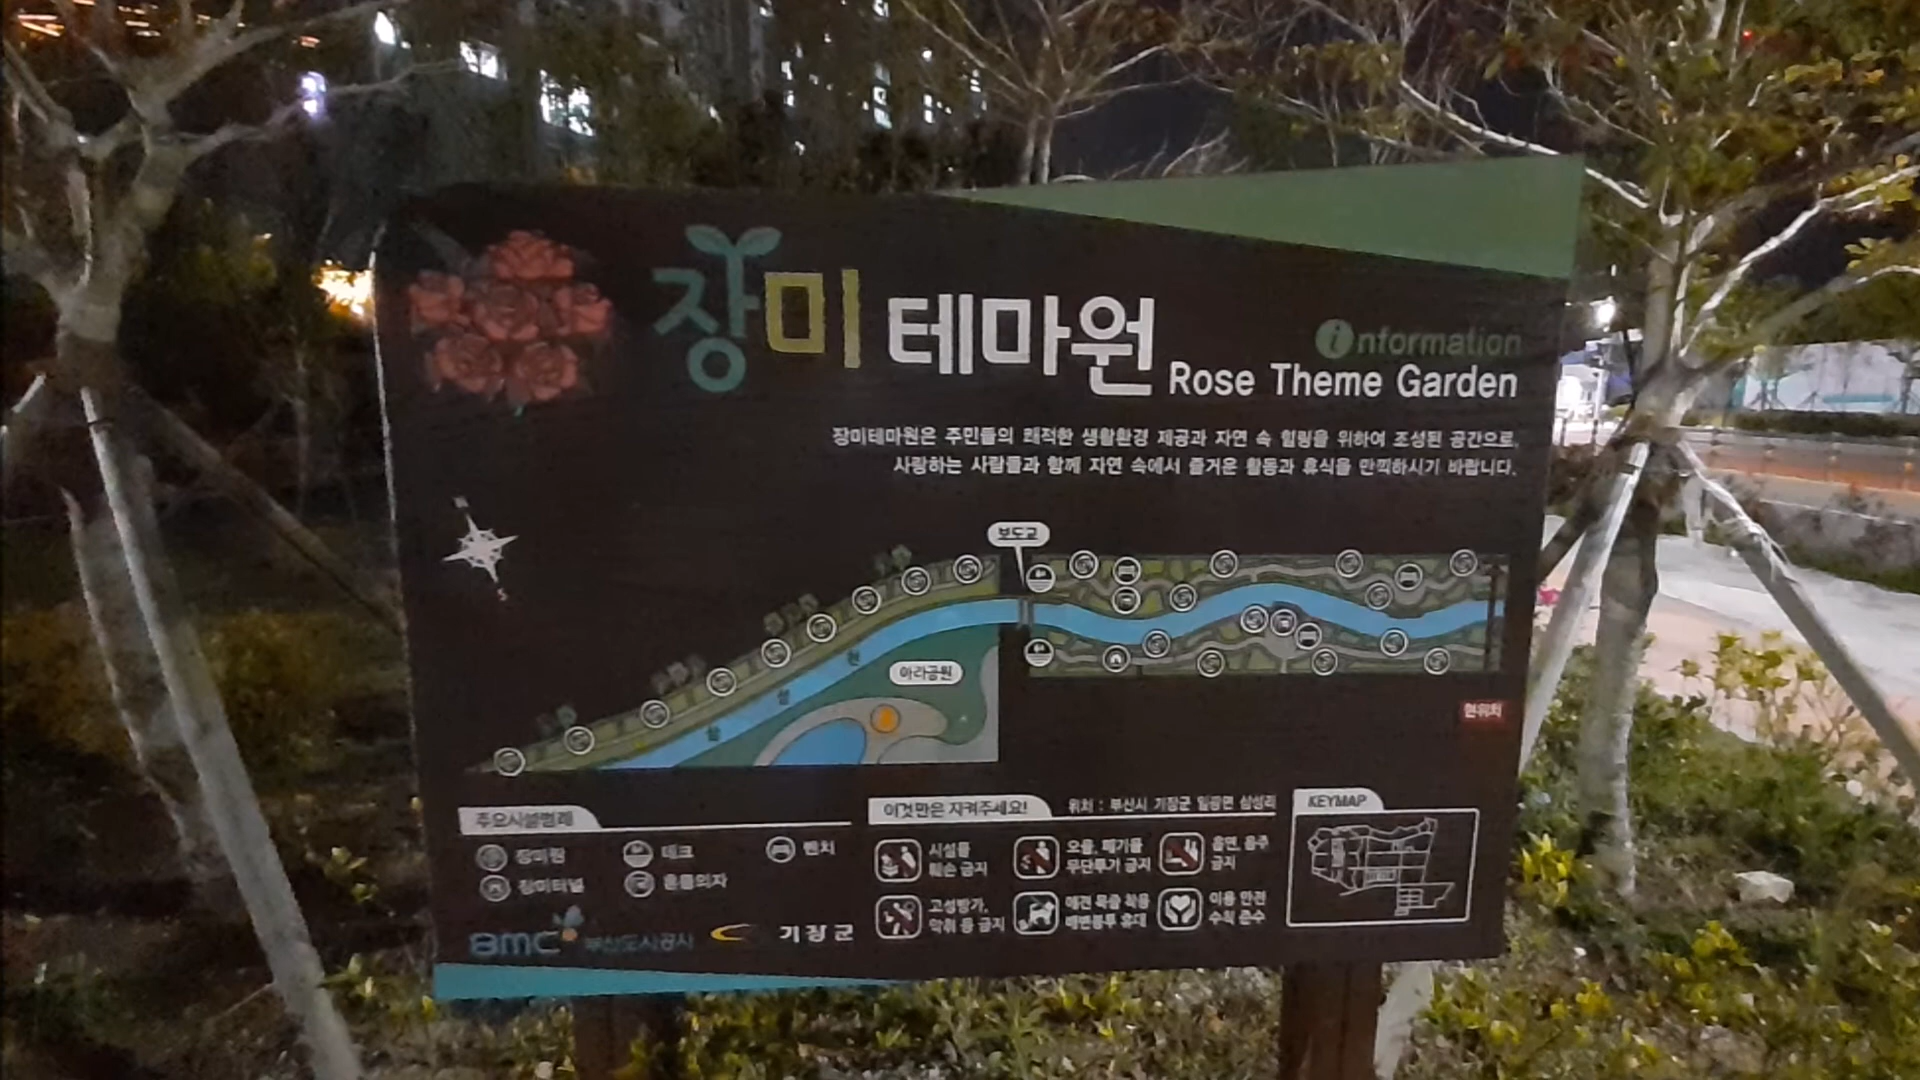 장미 테마원
information
Rose Theme Garden
장미테마원은 주민들의 쾌적한 생활환경 제공과 자연 속 힐링을 위하여 조성된 공간으로,
사랑하는 사람들과 함께 자연 속에서 즐거운 활동과 휴식을 만끽하시기 바랍니다.
보도교
아라공원
현위치
주요시설범례
데크
벤치
장미터널
흔들의자
이것만은 지켜주세요!
위치 : 부산시 기장군 일광면 삼성리
시설물
훼손 금지
오물, 폐기물
무단투기 금지
흡연, 음주
금지
고성방가,
악취 등 금지
애견 목줄 착용
배변봉투 휴대
이용 안전
수칙 준수
KEYMAP
BMC 부산도시공사
기장군